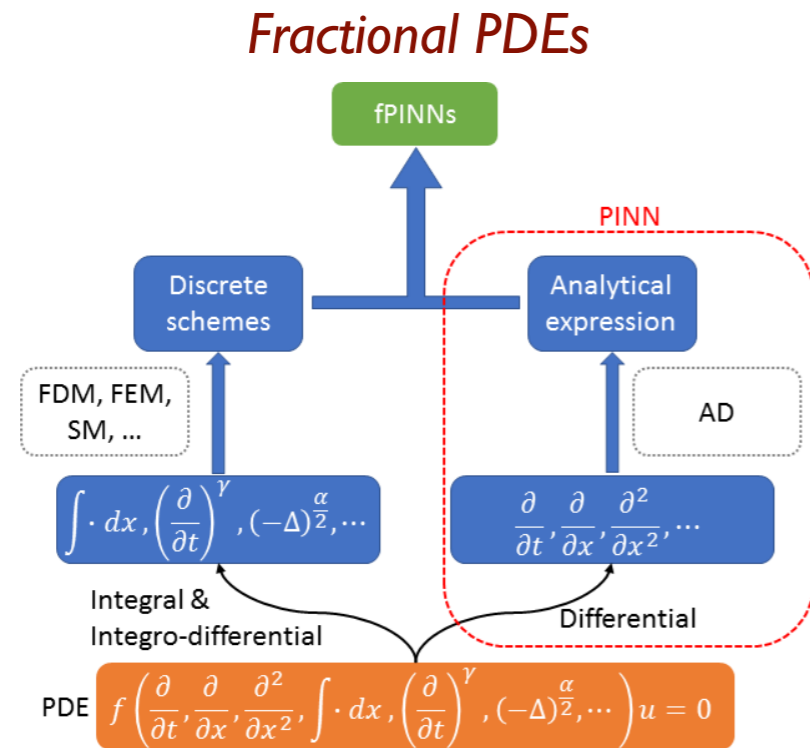 Fractional PDEs
fPINNs
PINN
Discrete
schemes
Analytical
expression
FDM, FEM,
SM, ...
AD
∫ · dx , (∂/∂t)^γ , (−Δ)^(α/2), ⋯
∂/∂t, ∂/∂x, ∂²/∂x², ⋯
Integral &
Integro-differential
Differential
PDE f(∂/∂t, ∂/∂x, ∂²/∂x², ∫ · dx , (∂/∂t)^γ , (−Δ)^(α/2), ⋯) u = 0